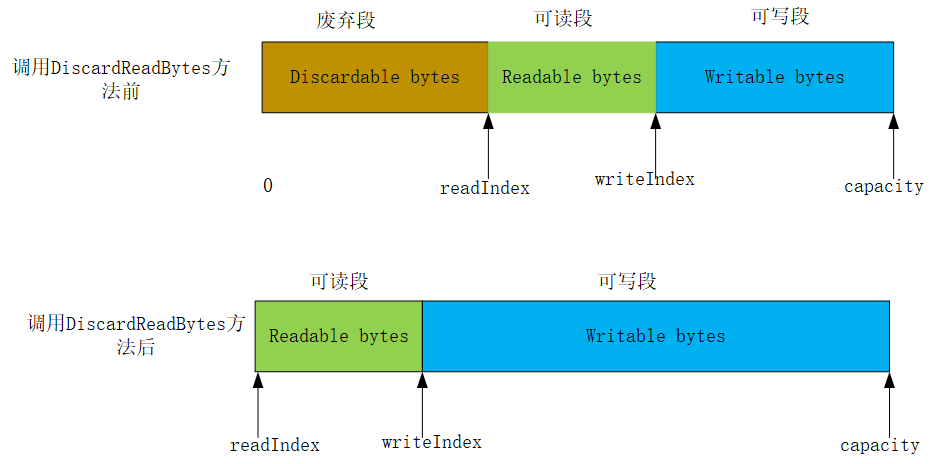 废弃段
可读段
可写段
调用DiscardReadBytes方
法前
Discardable bytes
Readable bytes
Writable bytes
0
readIndex
writeIndex
capacity
可读段
可写段
调用DiscardReadBytes方
法后
Readable bytes
Writable bytes
readIndex
writeIndex
capacity